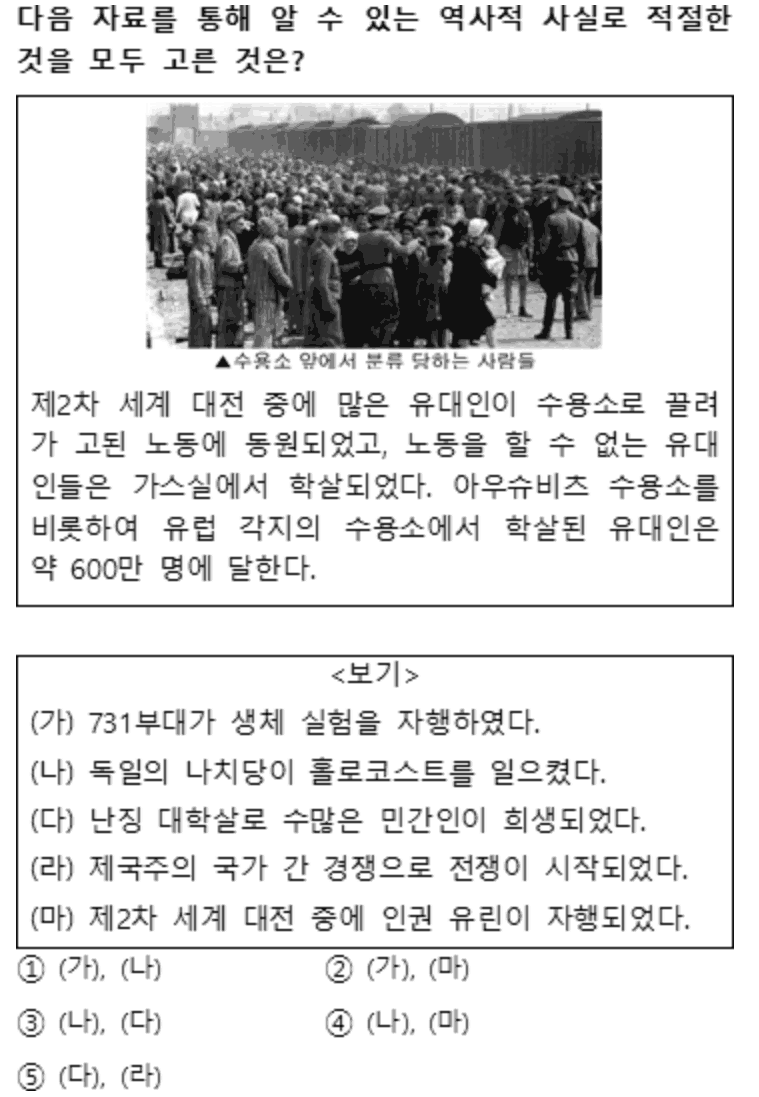 다음 자료를 통해 알 수 있는 역사적 사실로 적절한
것을 모두 고른 것은?
▲수용소 앞에서 분류 당하는 사람들
제2차 세계 대전 중에 많은 유대인이 수용소로 끌려
가 고된 노동에 동원되었고, 노동을 할 수 없는 유대
인들은 가스실에서 학살되었다. 아우슈비츠 수용소를
비롯하여 유럽 각지의 수용소에서 학살된 유대인은
약 600만 명에 달한다.
<보기>
(가) 731부대가 생체 실험을 자행하였다.
(나) 독일의 나치당이 홀로코스트를 일으켰다.
(다) 난징 대학살로 수많은 민간인이 희생되었다.
(라) 제국주의 국가 간 경쟁으로 전쟁이 시작되었다.
(마) 제2차 세계 대전 중에 인권 유린이 자행되었다.
① (가), (나) ② (가), (마)
③ (나), (다) ④ (나), (마)
⑤ (다), (라)